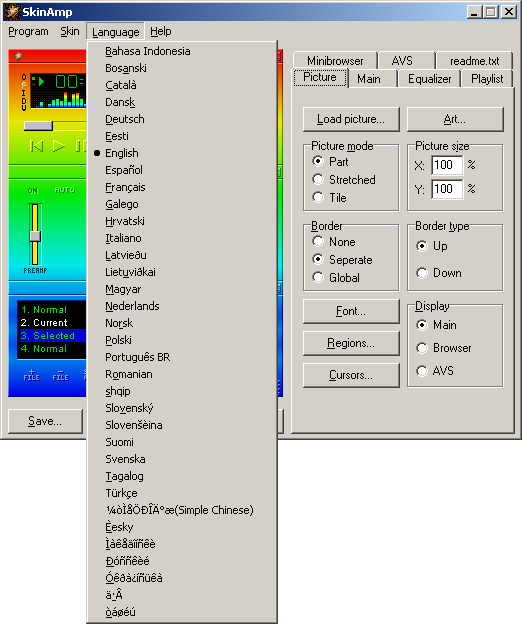 SkinAmp
Program Skin Language Help
Bahasa Indonesia
Bosanski
Català
Dansk
Deutsch
Eesti
English
Español
Français
Galego
Hrvatski
Italiano
Latvieðu
Lietuviðkai
Magyar
Nederlands
Norsk
Polski
Português BR
Romanian
shqip
Slovenský
Slovenšèina
Suomi
Svenska
Tagalog
Türkçe
¼òÌåÖÐÎÄ°æ(Simple Chinese)
Èesky
Ìàêåäîíñêè
Ðóññêèé
Óêðà¿íñüêà
ä¸Â
òáøéú
00:
O
I
D
ON AUTO
PREAMP
1. Normal
2. Current
3. Selected
4. Normal
+ FILE
- FILE
Save...
Minibrowser AVS readme.txt
Picture Main Equalizer Playlist
Load picture... Art...
Picture mode
Part
Stretched
Tile
Picture size
X: 100 %
Y: 100 %
Border
None
Seperate
Global
Border type
Up
Down
Font...
Regions...
Cursors...
Display
Main
Browser
AVS